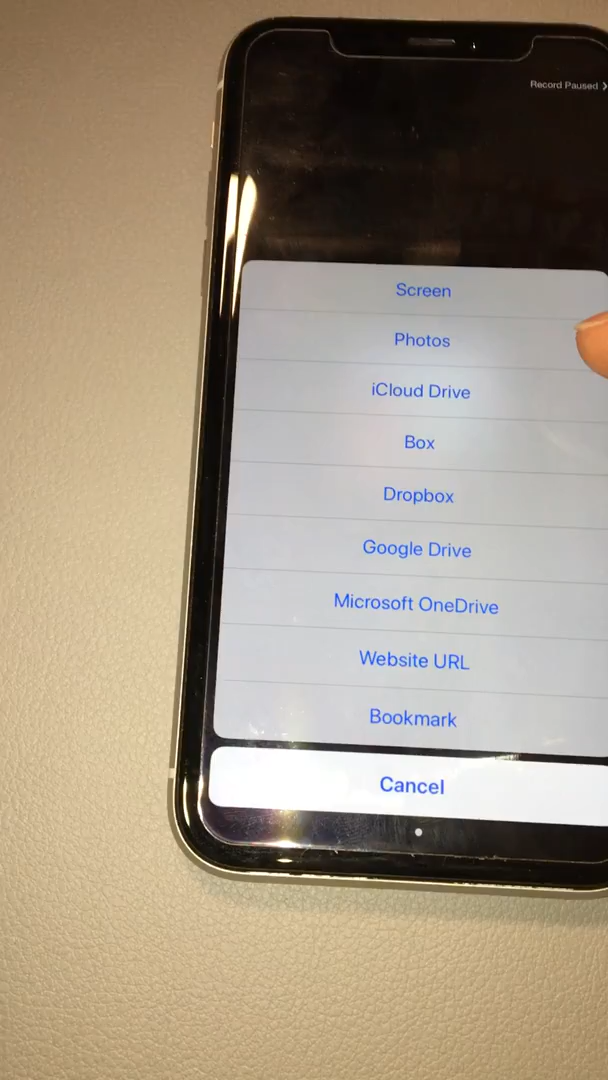 Record Paused
Screen
Photos
iCloud Drive
Box
Dropbox
Google Drive
Microsoft OneDrive
Website URL
Bookmark
Cancel